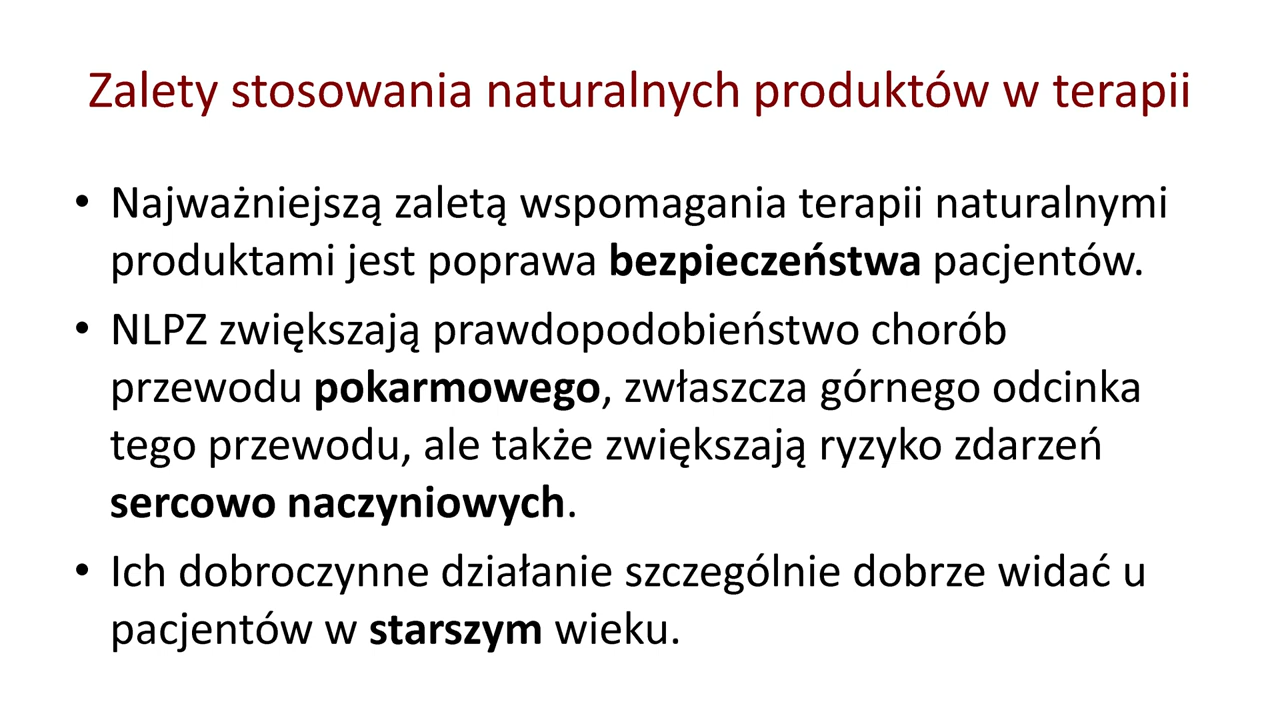 Zalety stosowania naturalnych produktów w terapii
• Najważniejszą zaletą wspomagania terapii naturalnymi
produktami jest poprawa bezpieczeństwa pacjentów.
• NLPZ zwiększają prawdopodobieństwo chorób
przewodu pokarmowego, zwłaszcza górnego odcinka
tego przewodu, ale także zwiększają ryzyko zdarzeń
sercowo naczyniowych.
• Ich dobroczynne działanie szczególnie dobrze widać u
pacjentów w starszym wieku.